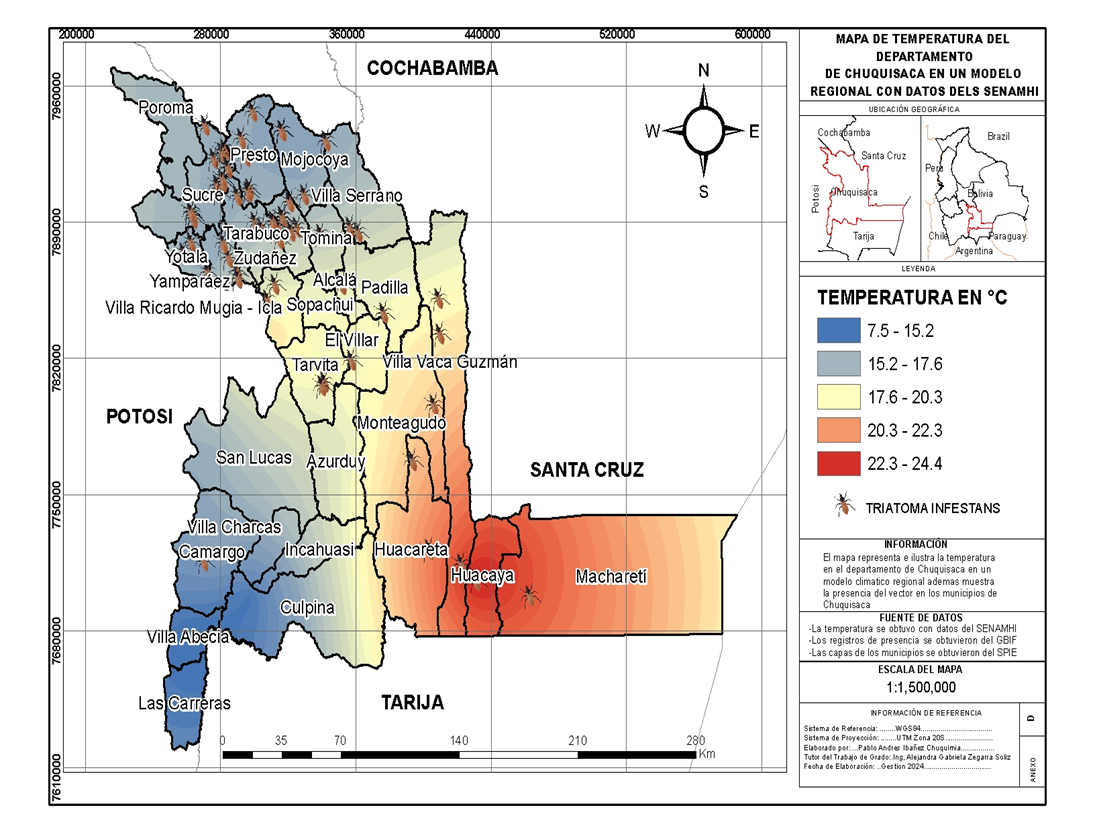 200000 280000 360000 440000 520000 600000
7960000
7890000
7820000
7750000
7680000
7610000
COCHABAMBA
N
W E
S
Poroma
Presto
Mojocoya
Sucre
Villa Serrano
Tarabuco
Tomina
Yotala
Zudañez
Yamparáez
Alcalá
Padilla
Villa Ricardo Mugia - Icla
Sopachui
El Villar
Tarvita
Villa Vaca Guzmán
POTOSI
Monteagudo
San Lucas
Azurduy
SANTA CRUZ
Villa Charcas
Camargo
Incahuasi
Huacareta
Huacaya
Macharetí
Culpina
Villa Abecia
Las Carreras
TARIJA
0 35 70 140 210 280
Km
MAPA DE TEMPERATURA DEL
DEPARTAMENTO
DE CHUQUISACA EN UN MODELO
REGIONAL CON DATOS DELS SENAMHI
UBICACIÓN GEOGRÁFICA
Cochabamba
Santa Cruz
Potosi
Chuquisaca
Tarija
Brazil
Perú
Bolivia
Chile
Paraguay
Argentina
LEYENDA
TEMPERATURA EN °C
7.5 - 15.2
15.2 - 17.6
17.6 - 20.3
20.3 - 22.3
22.3 - 24.4
TRIATOMA INFESTANS
INFORMACIÓN
El mapa representa e ilustra la temperatura
en el departamento de Chuquisaca en un
modelo climatico regional ademas muestra
la presencia del vector en los municipios de
Chuquisaca
FUENTE DE DATOS
-La temperatura se obtuvo con datos del SENAMHI
-Los registros de presencia se obtuvieron del GBIF
-Las capas de los municipios se obtuvieron del SPIE
ESCALA DEL MAPA
1:1,500,000
INFORMACIÓN DE REFERENCIA
Sistema de Referencia: ........WGS84..............................
Sistema de Proyección: .......UTM Zona 20S....................
Elaborado por: ...Pablo Andres Ibañez Chuquimia..............
Tutor del Trabajo de Grado:.Ing, Alejandra Gabriela Zegarra Soliz
Fecha de Elaboración: ..Gestion 2024............................
D
ANEXO